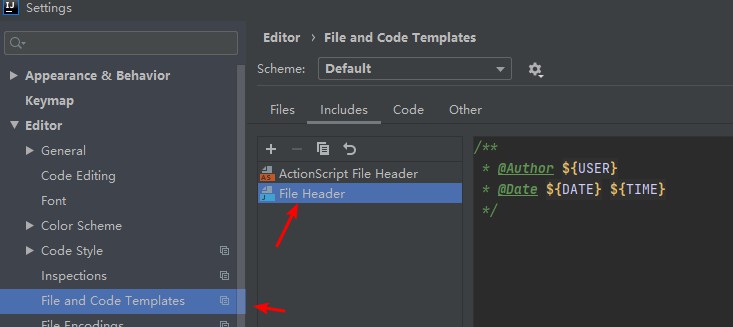 IJ Settings
Appearance & Behavior
Keymap
Editor
General
Code Editing
Font
Color Scheme
Code Style
Inspections
File and Code Templates
File Encodings
Editor › File and Code Templates
Scheme: Default
Files Includes Code Other
AS ActionScript File Header
J File Header
/**
* @Author ${USER}
* @Date ${DATE} ${TIME}
*/